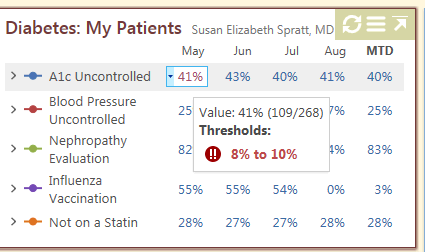 Diabetes: My Patients Susan Elizabeth Spratt, MD
May Jun Jul Aug MTD
A1c Uncontrolled 41% 43% 40% 41% 40%
Blood Pressure
Uncontrolled 25 7% 25%
Nephropathy
Evaluation 82 4% 83%
Influenza
Vaccination 55% 55% 54% 0% 3%
Not on a Statin 28% 27% 27% 28% 28%
Value: 41% (109/268)
Thresholds:
!! 8% to 10%